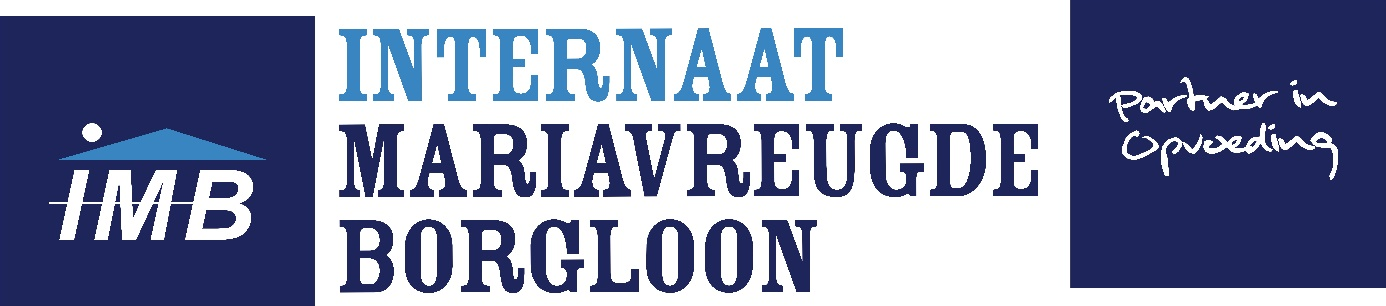 IMB
INTERNAAT
MARIAVREUGDE
BORGLOON
Partner in
Opvoeding